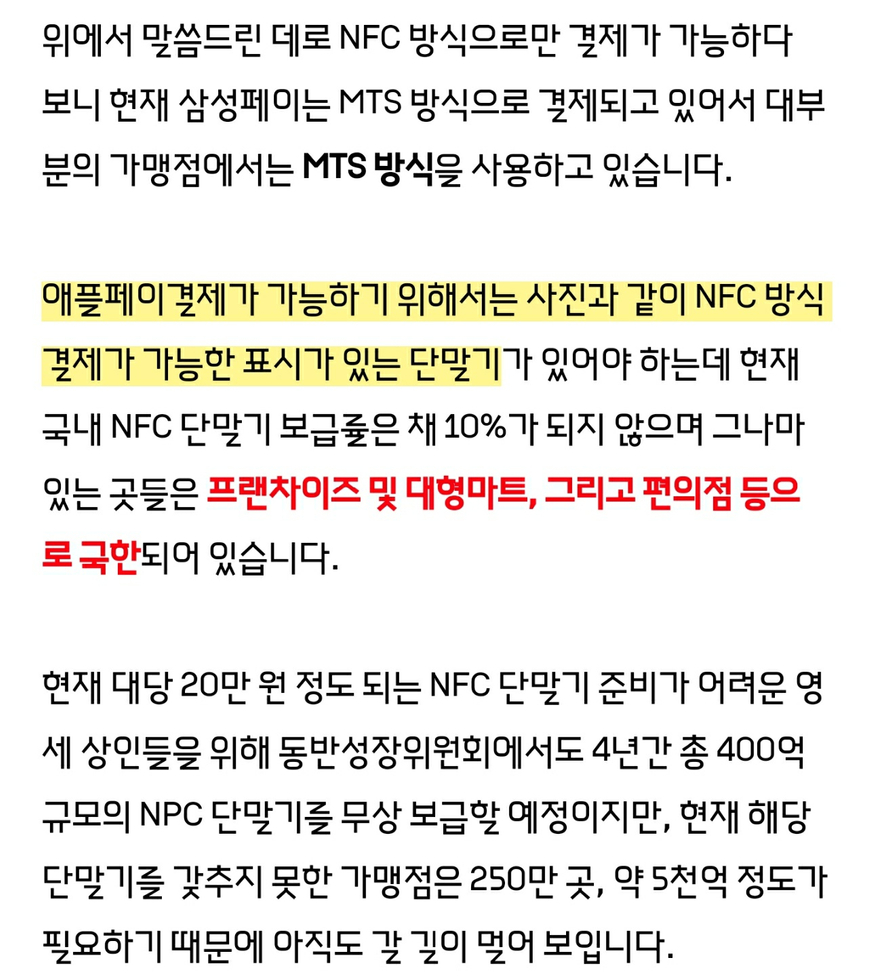 위에서 말씀드린 데로 NFC 방식으로만 결제가 가능하다
보니 현재 삼성페이는 MTS 방식으로 결제되고 있어서 대부
분의 가맹점에서는 MTS 방식을 사용하고 있습니다.
애플페이결제가 가능하기 위해서는 사진과 같이 NFC 방식
결제가 가능한 표시가 있는 단말기가 있어야 하는데 현재
국내 NFC 단말기 보급률은 채 10%가 되지 않으며 그나마
있는 곳들은 프랜차이즈 및 대형마트, 그리고 편의점 등으
로 국한되어 있습니다.
현재 대당 20만 원 정도 되는 NFC 단말기 준비가 어려운 영
세 상인들을 위해 동반성장위원회에서도 4년간 총 400억
규모의 NPC 단말기를 무상 보급할 예정이지만, 현재 해당
단말기를 갖추지 못한 가맹점은 250만 곳, 약 5천억 정도가
필요하기 때문에 아직도 갈 길이 멀어 보입니다.